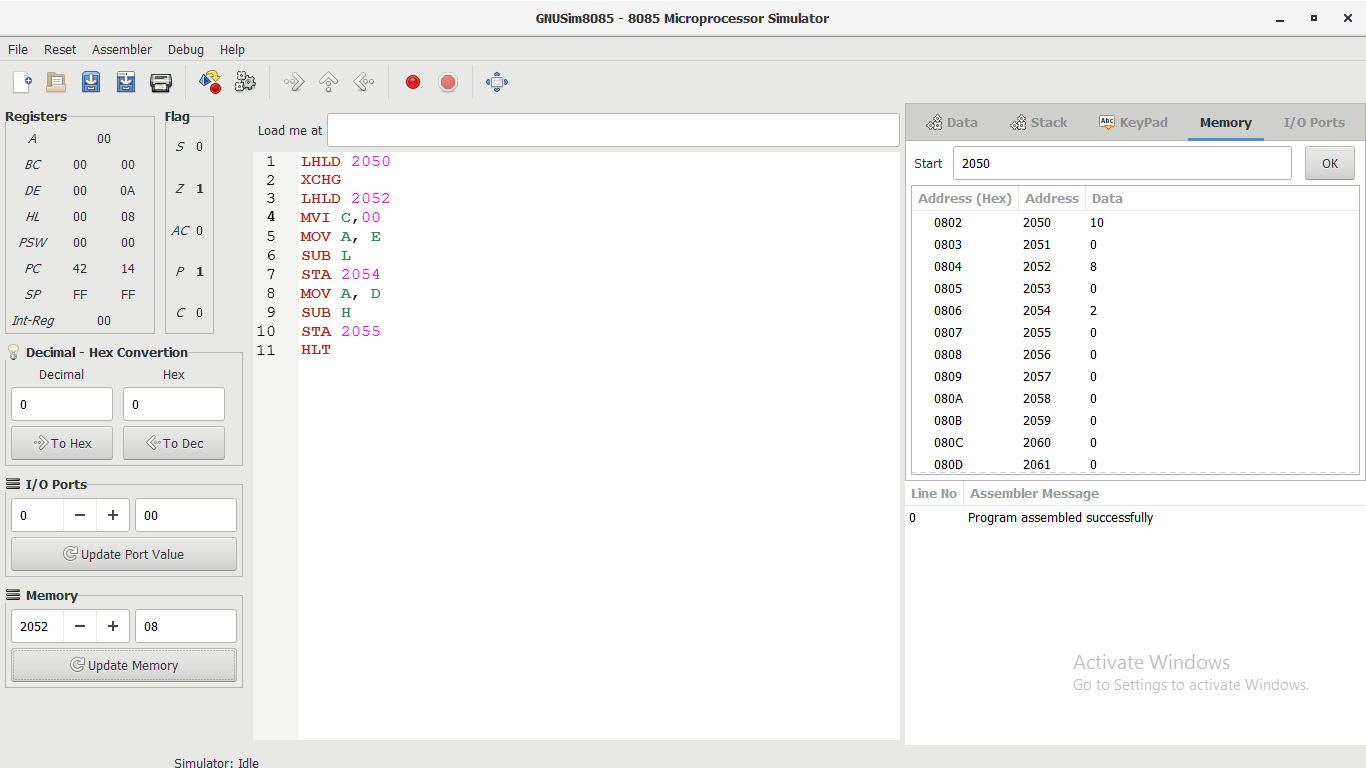 GNUSim8085 - 8085 Microprocessor Simulator
File Reset Assembler Debug Help
Registers
A 00
BC 00 00
DE 00 0A
HL 00 08
PSW 00 00
PC 42 14
SP FF FF
Int-Reg 00
Flag
S 0
Z 1
AC 0
P 1
C 0
Decimal - Hex Convertion
Decimal Hex
0 0
To Hex To Dec
I/O Ports
0 − + 00
Update Port Value
Memory
2052 − + 08
Update Memory
Load me at
1 LHLD 2050
2 XCHG
3 LHLD 2052
4 MVI C,00
5 MOV A, E
6 SUB L
7 STA 2054
8 MOV A, D
9 SUB H
10 STA 2055
11 HLT
Data Stack Abc KeyPad Memory I/O Ports
Start 2050 OK
Address (Hex) Address Data
0802 2050 10
0803 2051 0
0804 2052 8
0805 2053 0
0806 2054 2
0807 2055 0
0808 2056 0
0809 2057 0
080A 2058 0
080B 2059 0
080C 2060 0
080D 2061 0
Line No Assembler Message
0 Program assembled successfully
Activate Windows
Go to Settings to activate Windows.
Simulator: Idle